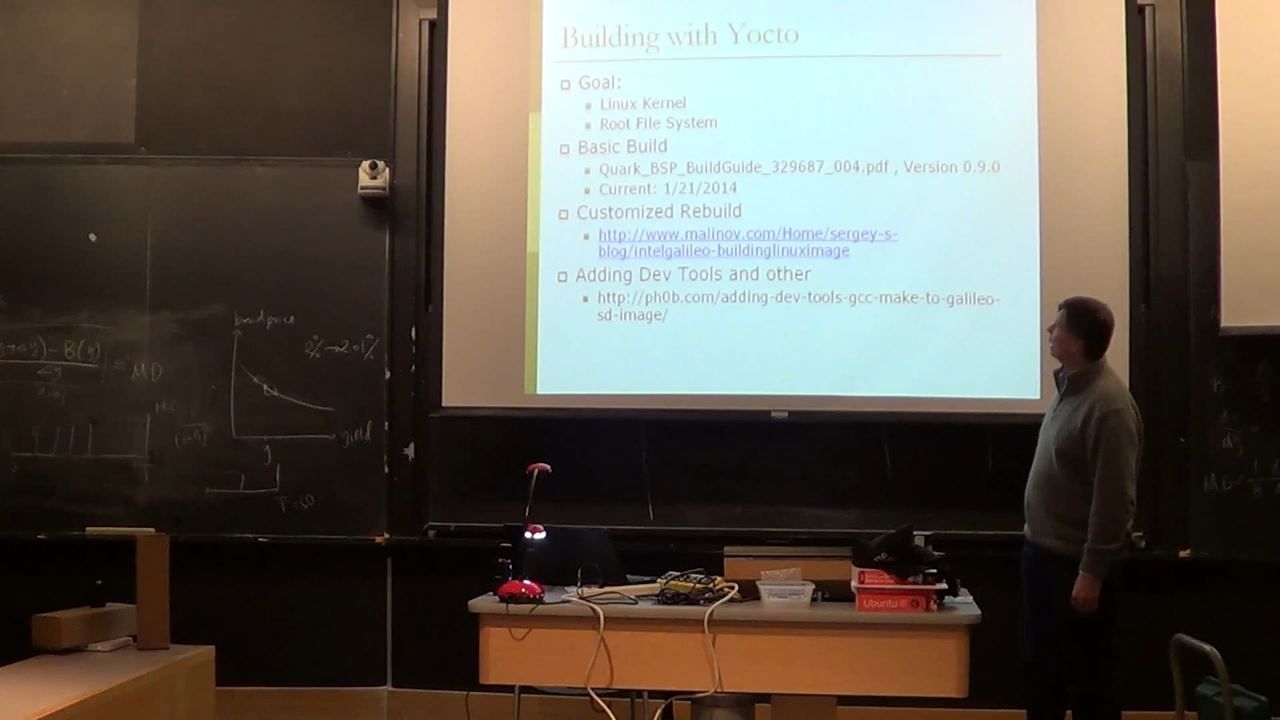 Building with Yocto
Goal:
Linux Kernel
Root File System
Basic Build
Quark_BSP_BuildGuide_329687_004.pdf , Version 0.9.0
Current: 1/21/2014
Customized Rebuild
http://www.malinov.com/Home/sergey-s-
blog/intelgalileo-buildinglinuximage
Adding Dev Tools and other
http://ph0b.com/adding-dev-tools-gcc-make-to-galileo-
sd-image/
- B(y)
= MD
yield
y
Ubuntu